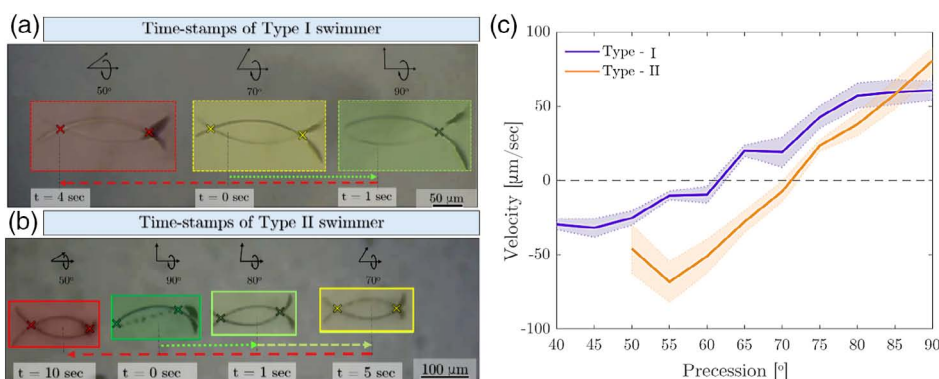 (a)
Time-stamps of Type I swimmer
50°
70°
90°
t = 4 sec
t = 0 sec
t = 1 sec
50 μm
(b)
Time-stamps of Type II swimmer
50°
90°
80°
70°
t = 10 sec
t = 0 sec
t = 1 sec
t = 5 sec
100 μm
(c)
Type - I
Type - II
Velocity [μm/sec]
100
50
0
-50
-100
40 45 50 55 60 65 70 75 80 85 90
Precession [°]